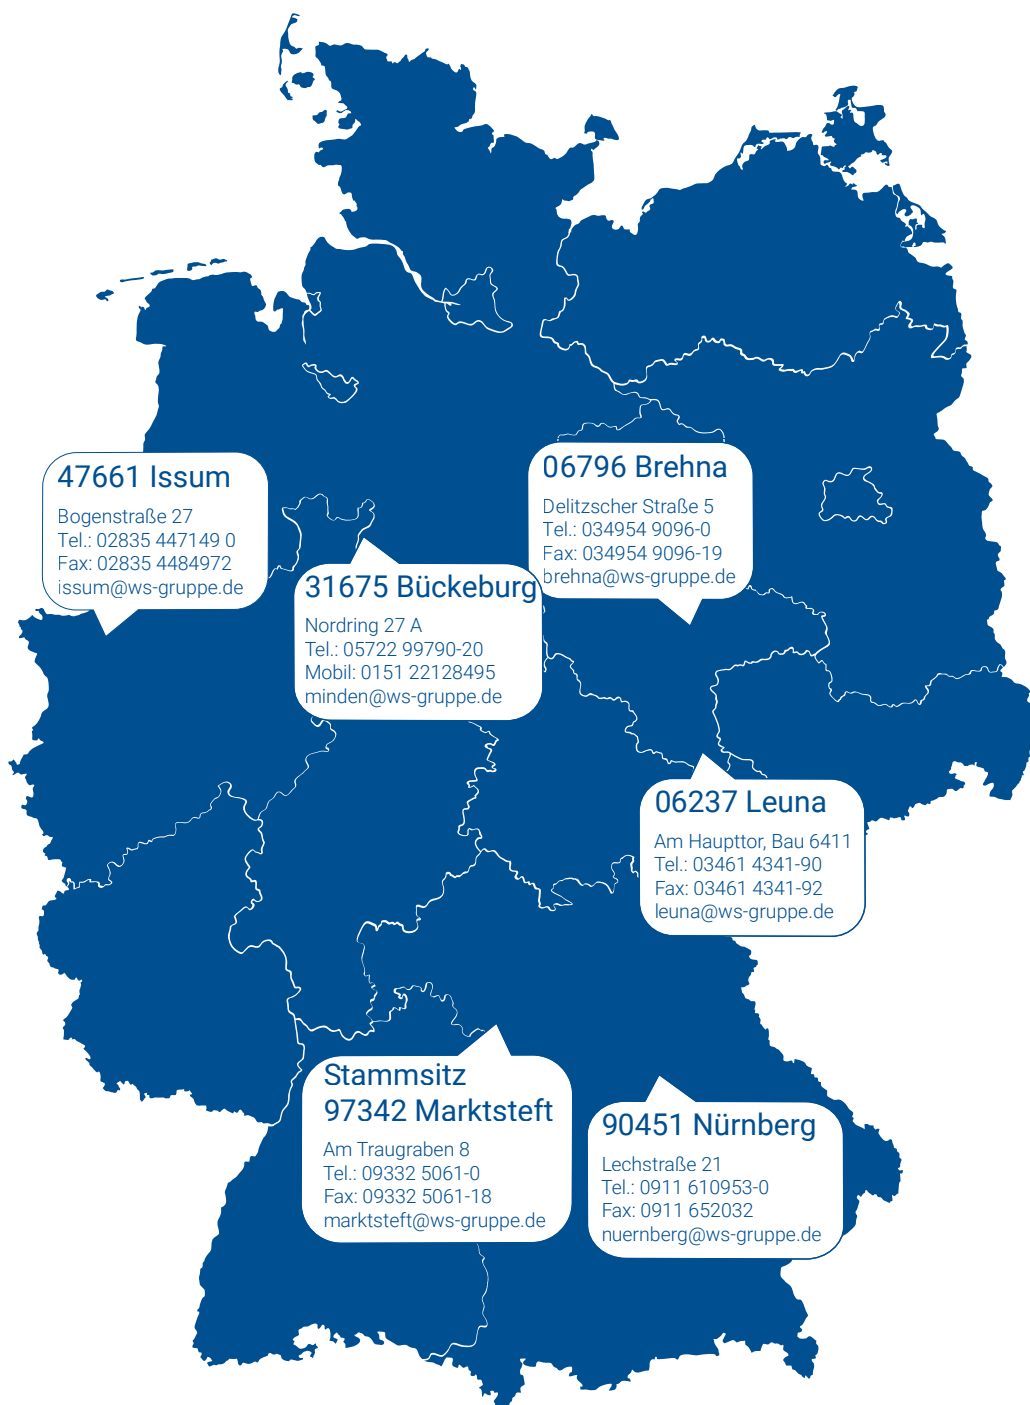 47661 Issum
Bogenstraße 27
Tel.: 02835 447149 0
Fax: 02835 4484972
issum@ws-gruppe.de
06796 Brehna
Delitzscher Straße 5
Tel.: 034954 9096-0
Fax: 034954 9096-19
brehna@ws-gruppe.de
31675 Bückeburg
Nordring 27 A
Tel.: 05722 99790-20
Mobil: 0151 22128495
minden@ws-gruppe.de
06237 Leuna
Am Haupttor, Bau 6411
Tel.: 03461 4341-90
Fax: 03461 4341-92
leuna@ws-gruppe.de
Stammsitz
97342 Marktsteft
Am Traugraben 8
Tel.: 09332 5061-0
Fax: 09332 5061-18
marktsteft@ws-gruppe.de
90451 Nürnberg
Lechstraße 21
Tel.: 0911 610953-0
Fax: 0911 652032
nuernberg@ws-gruppe.de